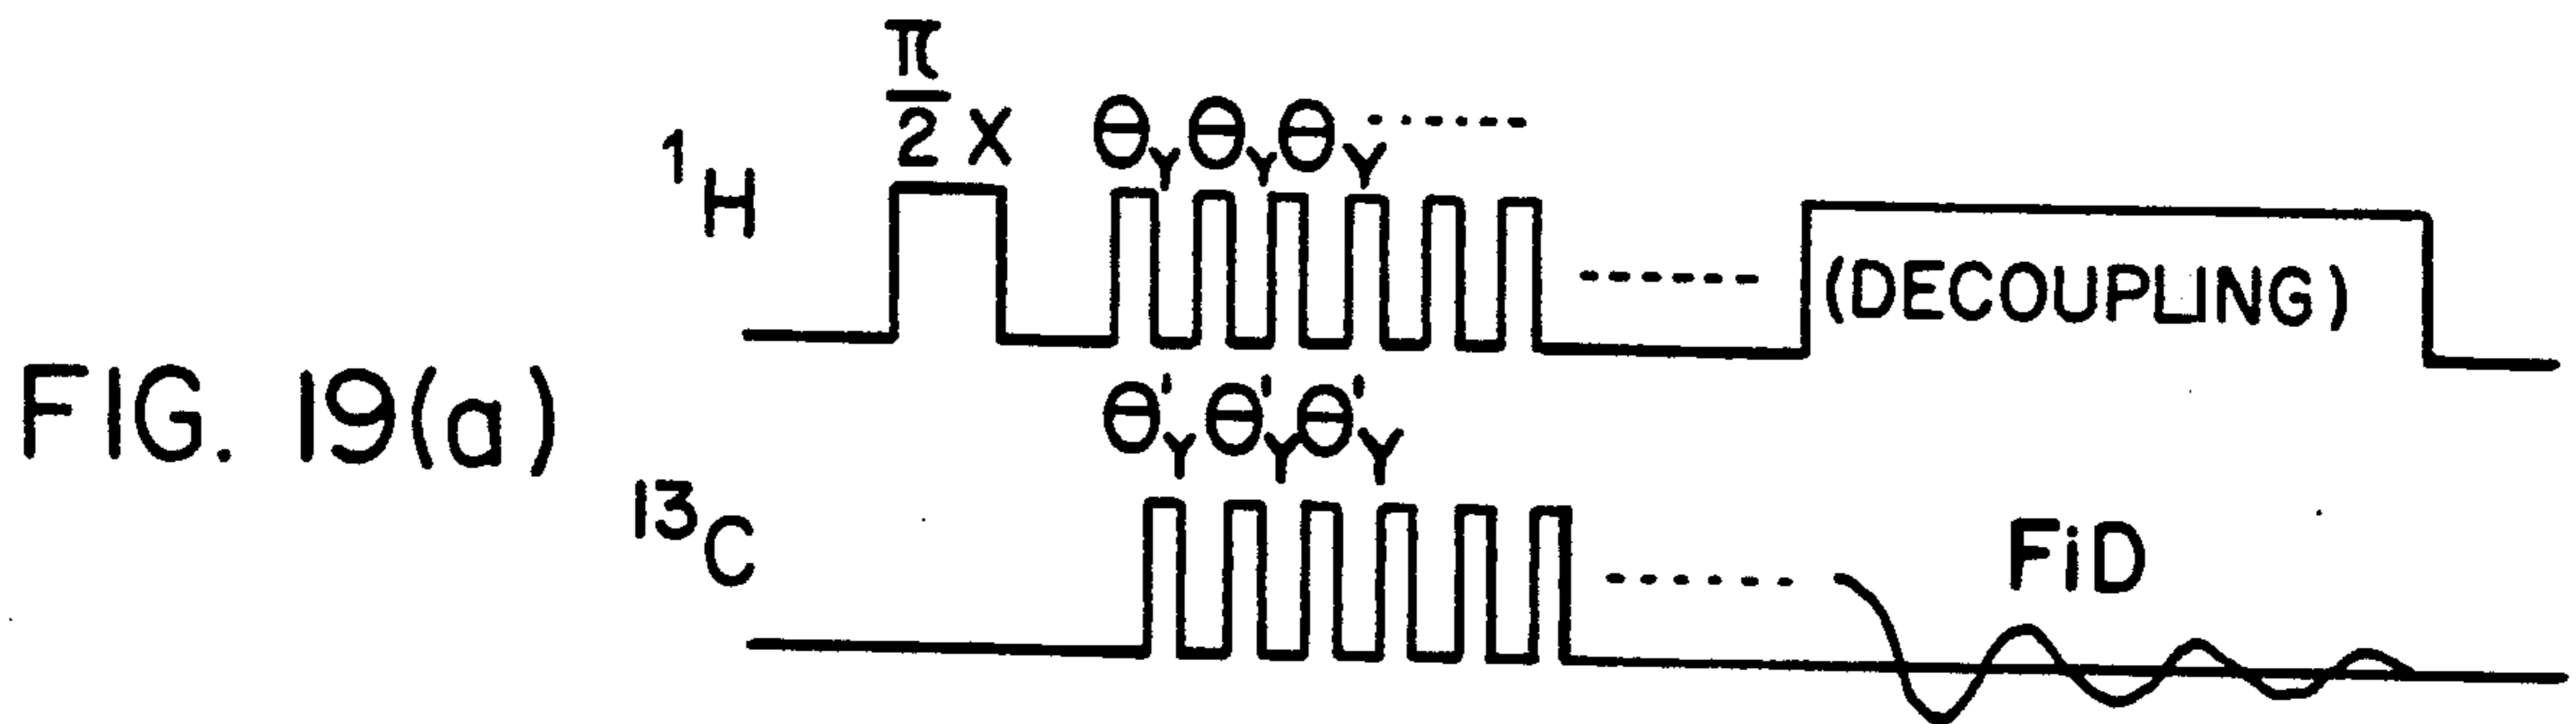 π/2 X
¹H
θY θY θY ------
(DECOUPLING)
FIG. 19(a)
θ'Y θ'Y θ'Y
¹³C
FiD